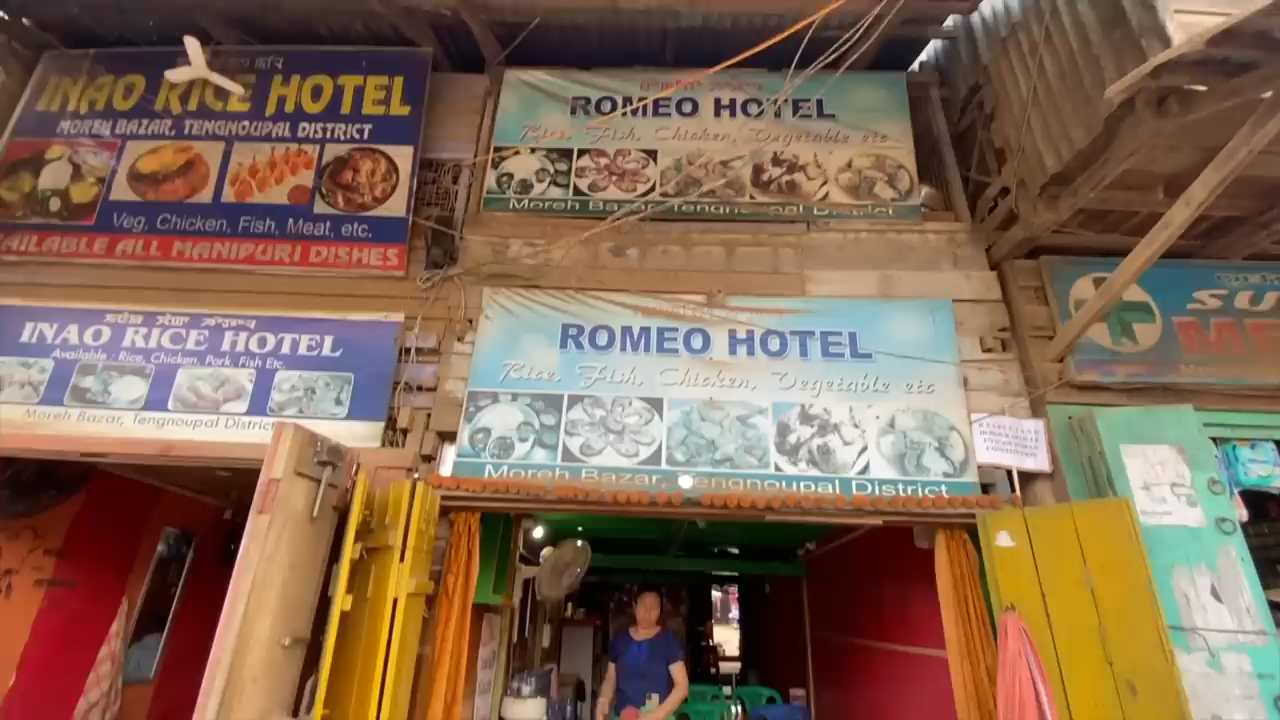 INAO RICE HOTEL
MOREH BAZAR, TENGNOUPAL DISTRICT
Veg, Chicken, Fish, Meat, etc.
AILABLE ALL MANIPURI DISHES
INAO RICE HOTEL
Available : Rice, Chicken, Pork, Fish Etc.
Moreh Bazar, Tengnoupal District
ROMEO HOTEL
Rice, Fish, Chicken, Vegetable etc
Moreh Bazar, Tengnoupal District
ROMEO HOTEL
Rice, Fish, Chicken, Vegetable etc
Moreh Bazar, Tengnoupal District
SU
ME